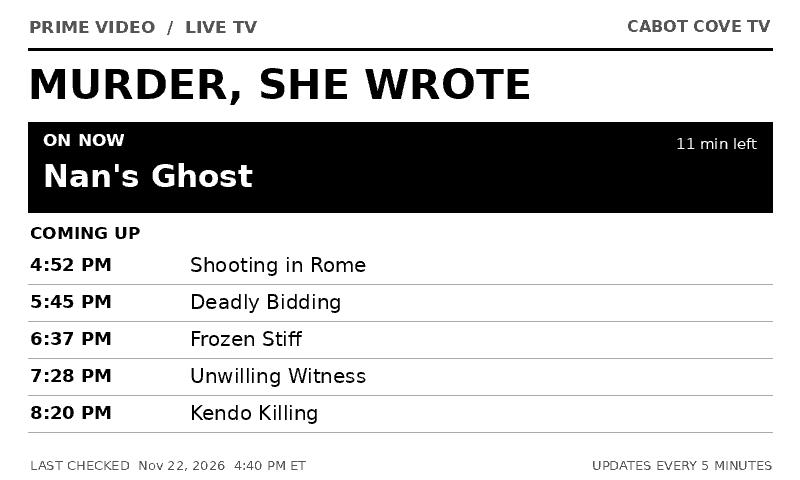 PRIME VIDEO / LIVE TV
CABOT COVE TV
MURDER, SHE WROTE
ON NOW
11 min left
Nan's Ghost
COMING UP
4:52 PM Shooting in Rome
5:45 PM Deadly Bidding
6:37 PM Frozen Stiff
7:28 PM Unwilling Witness
8:20 PM Kendo Killing
LAST CHECKED Nov 22, 2026 4:40 PM ET
UPDATES EVERY 5 MINUTES